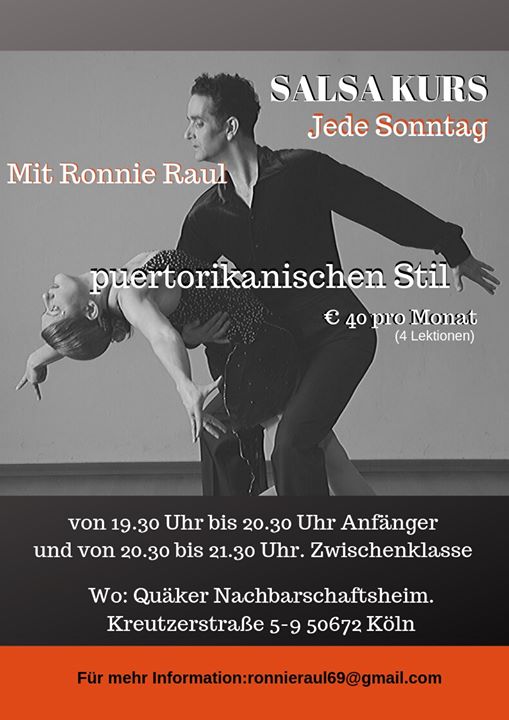 SALSA KURS
Jede Sonntag
Mit Ronnie Raul
puertorikanischen Stil
€ 40 pro Monat
(4 Lektionen)
von 19.30 Uhr bis 20.30 Uhr Anfänger
und von 20.30 bis 21.30 Uhr. Zwischenklasse
Wo: Quäker Nachbarschaftsheim.
Kreutzerstraße 5-9 50672 Köln
Für mehr Information:ronnieraul69@gmail.com